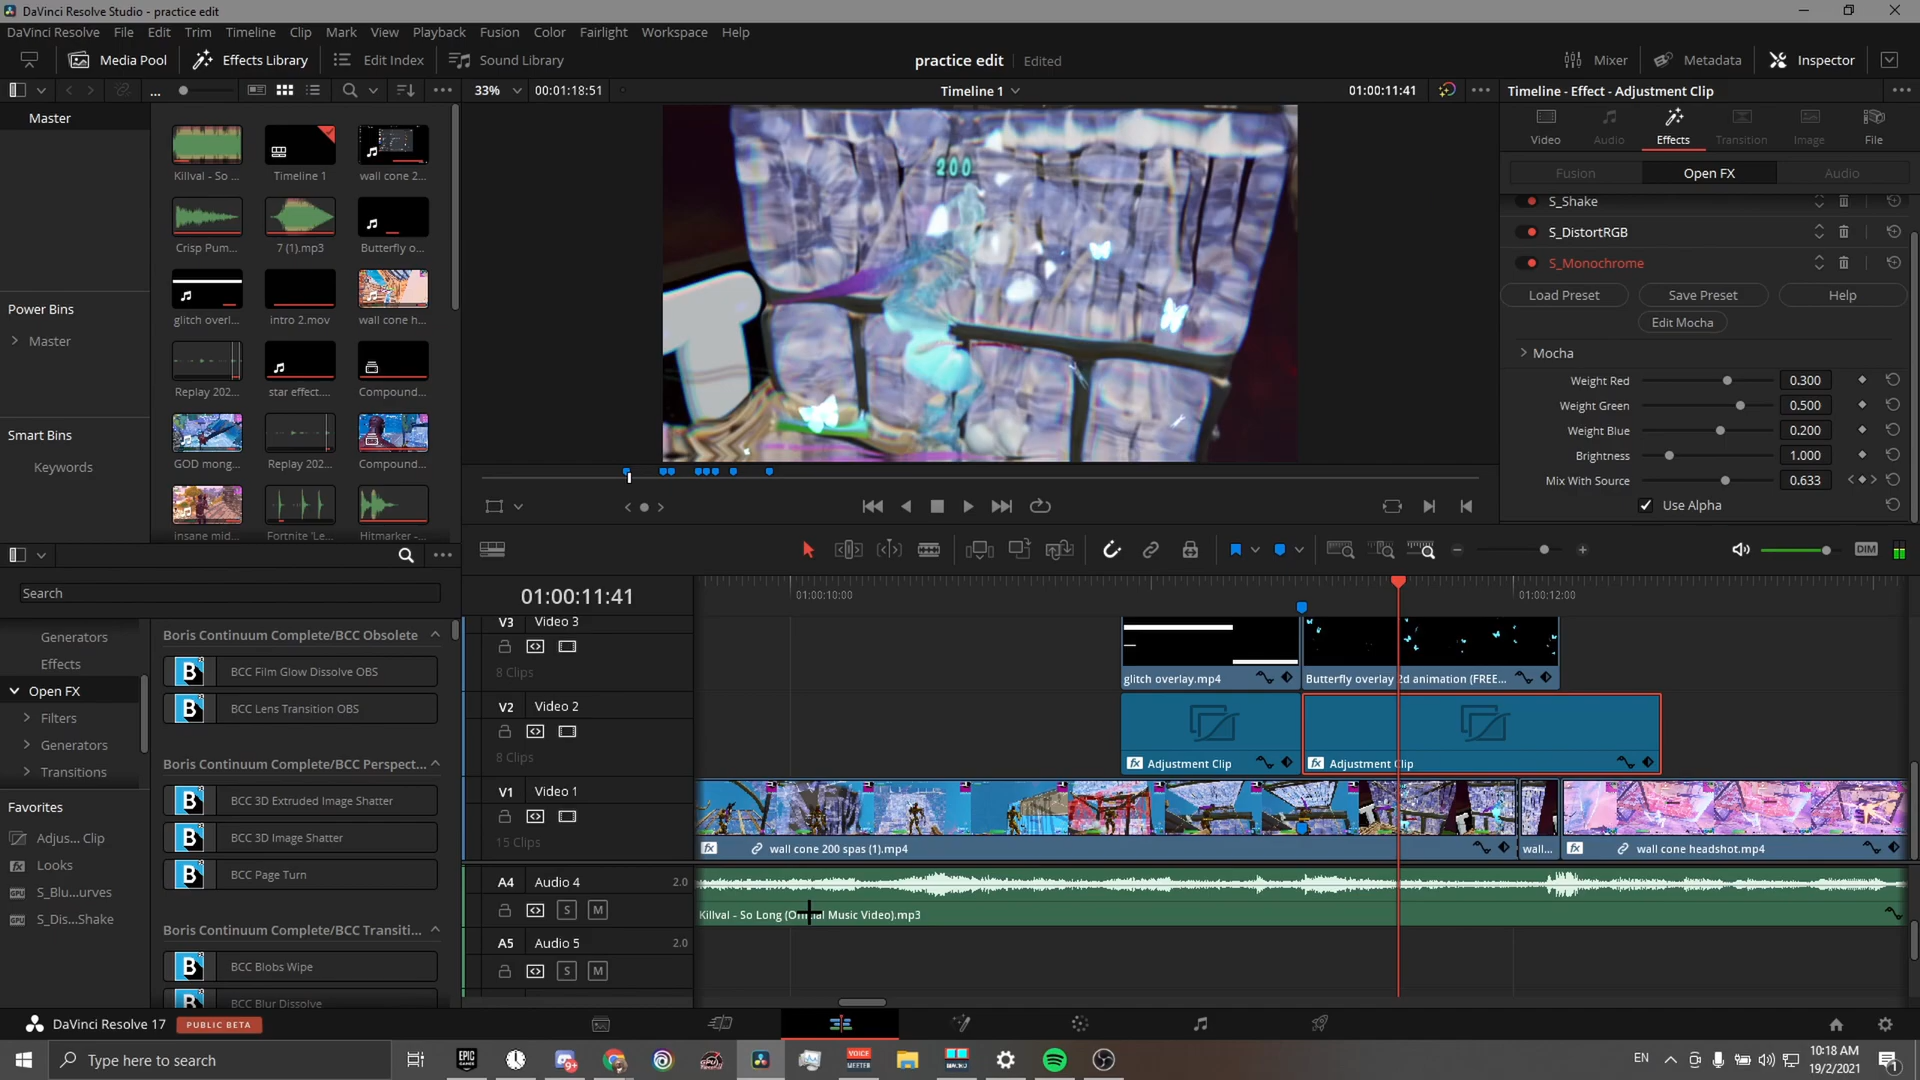 DaVinci Resolve Studio - practice edit
DaVinci Resolve File Edit Trim Timeline Clip Mark View Playback Fusion Color Fairlight Workspace Help
Media Pool Effects Library Edit Index Sound Library practice edit Edited Mixer Metadata Inspector
... 33% 00:01:18:51 Timeline 1 01:00:11:41 Timeline - Effect - Adjustment Clip
Master
Power Bins
Master
Smart Bins
Keywords
Killval - So ... Timeline 1 wall cone 2...
Crisp Pum... 7 (1).mp3 Butterfly o...
glitch overl... intro 2.mov wall cone h...
Replay 202... star effect.... Compound...
GOD mong... Replay 202... Compound...
insane mid... Fortnite 'Le... Hitmarker -...
200
Video Audio Effects Transition Image File
Fusion Open FX Audio
S_Shake
S_DistortRGB
S_Monochrome
Load Preset Save Preset Help
Edit Mocha
Mocha
Weight Red 0.300
Weight Green 0.500
Weight Blue 0.200
Brightness 1.000
Mix With Source 0.633
Use Alpha
DIM
Search
Generators
Effects
Open FX
Filters
Generators
Transitions
Favorites
Adjus... Clip
Looks
S_Blu...urves
S_Dis...Shake
Boris Continuum Complete/BCC Obsolete
B BCC Film Glow Dissolve OBS
B BCC Lens Transition OBS
Boris Continuum Complete/BCC Perspect...
B BCC 3D Extruded Image Shatter
B BCC 3D Image Shatter
B BCC Page Turn
Boris Continuum Complete/BCC Transiti...
B BCC Blobs Wipe
B BCC Blur Dissolve
01:00:11:41 01:00:10:00 01:00:12:00
V3 Video 3
8 Clips
glitch overlay.mp4 Butterfly overlay 2d animation (FREE...
V2 Video 2
8 Clips
fx Adjustment Clip fx Adjustment Clip
V1 Video 1
15 Clips
fx wall cone 200 spas (1).mp4 wall... fx wall cone headshot.mp4
A4 Audio 4 2.0
S M
Killval - So Long (Official Music Video).mp3
A5 Audio 5 2.0
S M
DaVinci Resolve 17 PUBLIC BETA
Type here to search
EPIC GAMES
9+
VOICE MEETER
EN 10:18 AM
19/2/2021
1